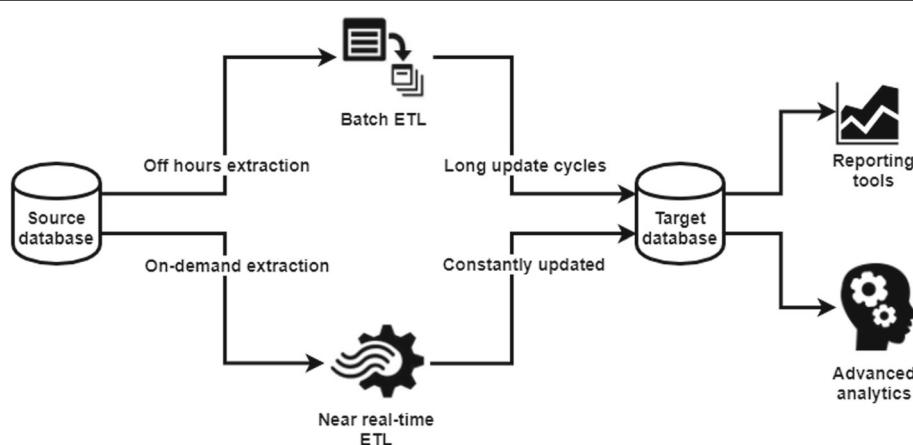 Batch ETL
Off hours extraction
Long update cycles
Reporting
tools
Source
database
Target
database
On-demand extraction
Constantly updated
Near real-time
ETL
Advanced
analytics